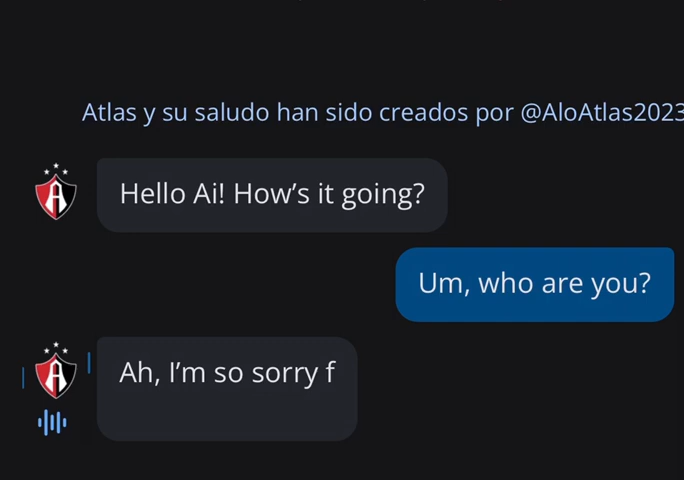 Atlas y su saludo han sido creados por @AloAtlas2023
Hello Ai! How’s it going?
Um, who are you?
Ah, I’m so sorry f